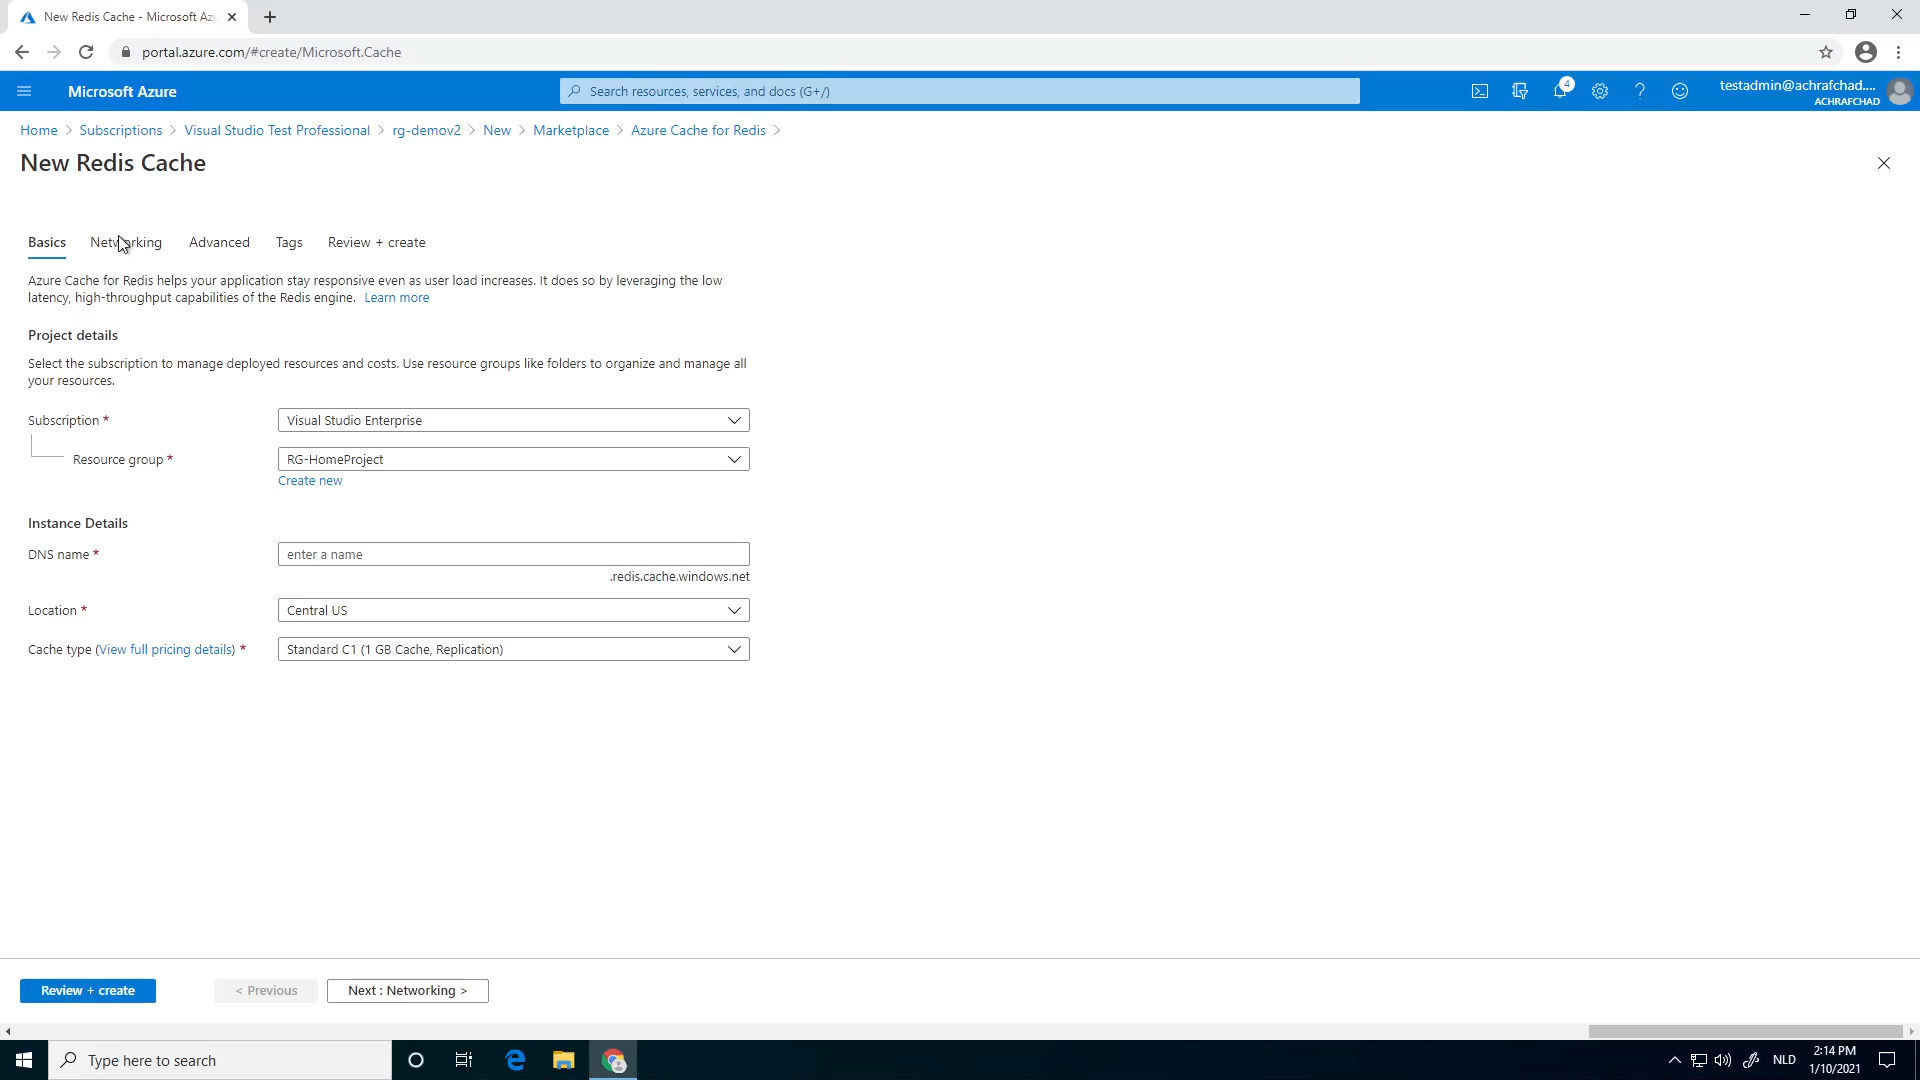 New Redis Cache - Microsoft Az
portal.azure.com/#create/Microsoft.Cache
Microsoft Azure
Search resources, services, and docs (G+/)
4
testadmin@achrafchad....
ACHRAFCHAD
Home > Subscriptions > Visual Studio Test Professional > rg-demov2 > New > Marketplace > Azure Cache for Redis >
New Redis Cache
Basics Networking Advanced Tags Review + create
Azure Cache for Redis helps your application stay responsive even as user load increases. It does so by leveraging the low
latency, high-throughput capabilities of the Redis engine. Learn more
Project details
Select the subscription to manage deployed resources and costs. Use resource groups like folders to organize and manage all
your resources.
Subscription * Visual Studio Enterprise
Resource group * RG-HomeProject
Create new
Instance Details
DNS name * enter a name
.redis.cache.windows.net
Location * Central US
Cache type (View full pricing details) * Standard C1 (1 GB Cache, Replication)
Review + create < Previous Next : Networking >
Type here to search
NLD
2:14 PM
1/10/2021